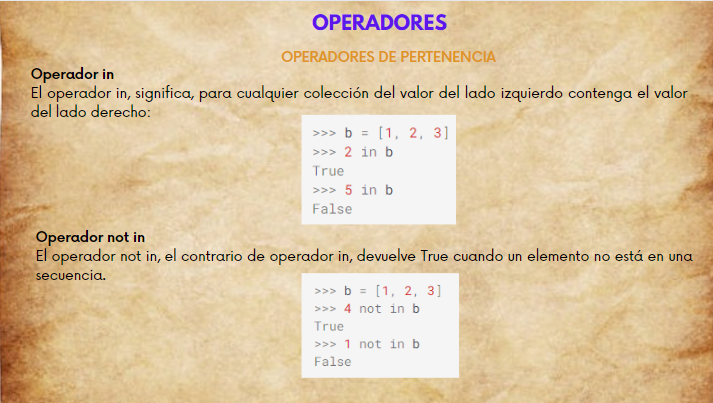 OPERADORES
OPERADORES DE PERTENENCIA
Operador in
El operador in, significa, para cualquier colección del valor del lado izquierdo contenga el valor
del lado derecho:
>>> b = [1, 2, 3]
>>> 2 in b
True
>>> 5 in b
False
Operador not in
El operador not in, el contrario de operador in, devuelve True cuando un elemento no está en una
secuencia.
>>> b = [1, 2, 3]
>>> 4 not in b
True
>>> 1 not in b
False